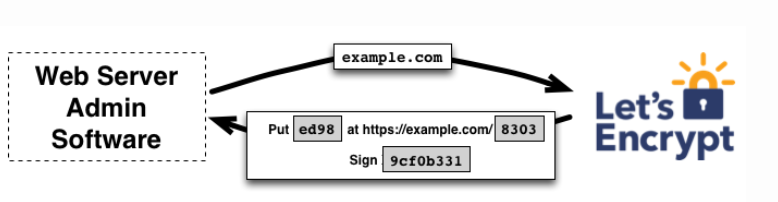 Web Server
Admin
Software
example.com
Put ed98 at https://example.com/ 8303
Sign 9cf0b331
Let's
Encrypt